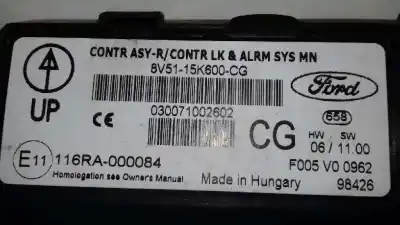 CONTR ASY-R/CONTR LK & ALRM SYS MN
8V51-15K600-CG
Ford
UP
030071002602
CE
CG
658
HW SW
06 / 11.00
E11 116RA-000084
F005 V0 0962
Homologation see Owner's Manual
Made in Hungary
98426